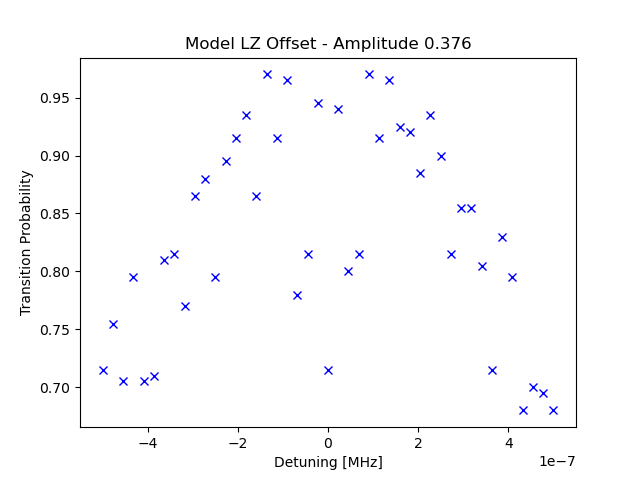 Model LZ Offset - Amplitude 0.376
Transition Probability
0.95
0.90
0.85
0.80
0.75
0.70
−4
−2
0
2
4
1e−7
Detuning [MHz]